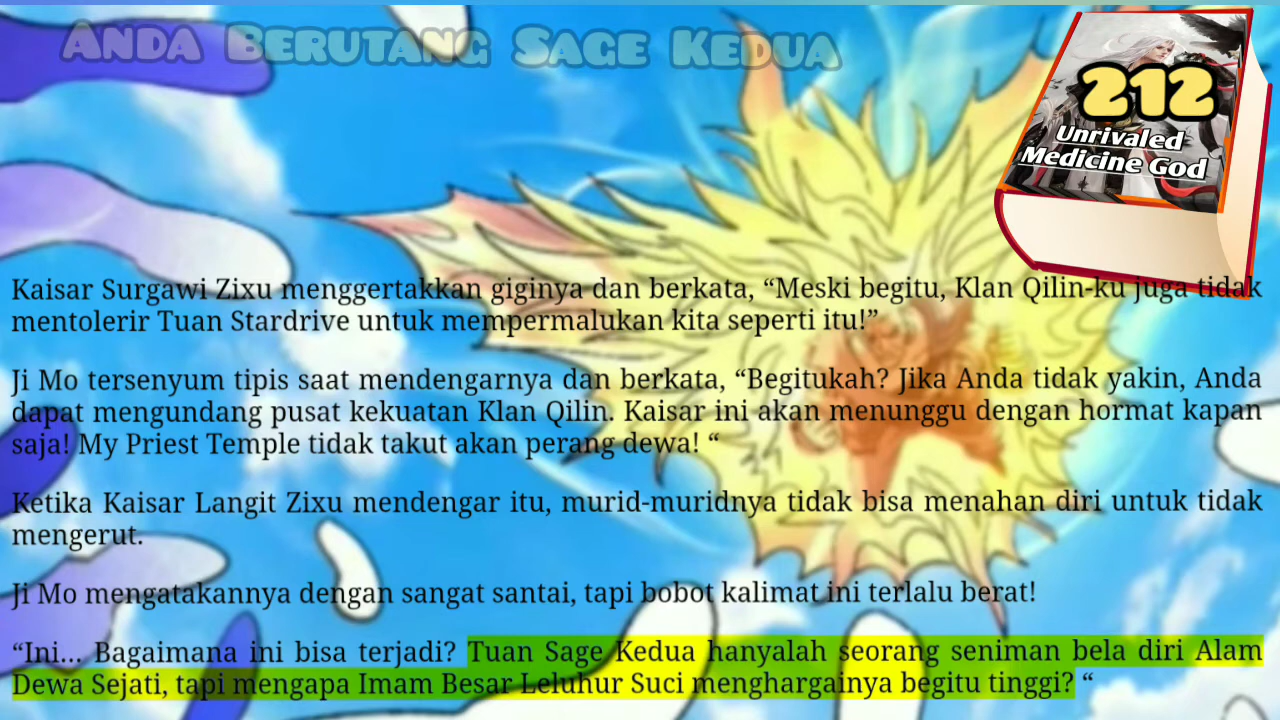 Anda Berutang Sage Kedua
212
Unrivaled
Medicine God
Kaisar Surgawi Zixu menggertakkan giginya dan berkata, “Meski begitu, Klan Qilin-ku juga tidak
mentolerir Tuan Stardrive untuk mempermalukan kita seperti itu!”
Ji Mo tersenyum tipis saat mendengarnya dan berkata, “Begitukah? Jika Anda tidak yakin, Anda
dapat mengundang pusat kekuatan Klan Qilin. Kaisar ini akan menunggu dengan hormat kapan
saja! My Priest Temple tidak takut akan perang dewa! “
Ketika Kaisar Langit Zixu mendengar itu, murid-muridnya tidak bisa menahan diri untuk tidak
mengerut.
Ji Mo mengatakannya dengan sangat santai, tapi bobot kalimat ini terlalu berat!
“Ini... Bagaimana ini bisa terjadi? Tuan Sage Kedua hanyalah seorang seniman bela diri Alam
Dewa Sejati, tapi mengapa Imam Besar Leluhur Suci menghargainya begitu tinggi? “